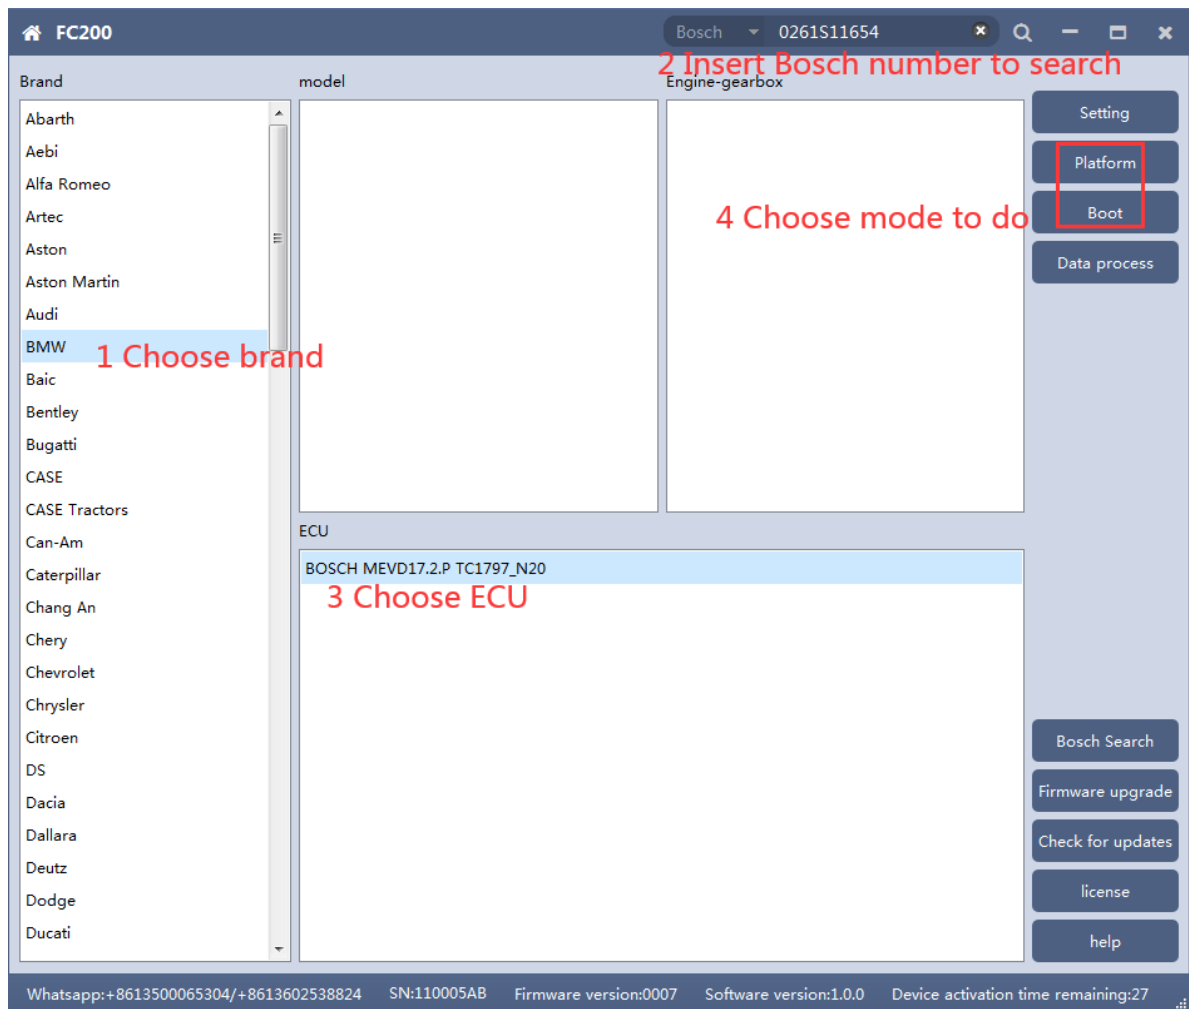 FC200
Bosch 0261S11654
2 Insert Bosch number to search
Brand
model
Engine-gearbox
Abarth
Aebi
Alfa Romeo
Artec
Aston
Aston Martin
Audi
BMW
1 Choose brand
Baic
Bentley
Bugatti
CASE
CASE Tractors
Can-Am
Caterpillar
Chang An
Chery
Chevrolet
Chrysler
Citroen
DS
Dacia
Dallara
Deutz
Dodge
Ducati
ECU
BOSCH MEVD17.2.P TC1797_N20
3 Choose ECU
Setting
Platform
4 Choose mode to do
Boot
Data process
Bosch Search
Firmware upgrade
Check for updates
license
help
Whatsapp:+8613500065304/+8613602538824 SN:110005AB Firmware version:0007 Software version:1.0.0 Device activation time remaining:27